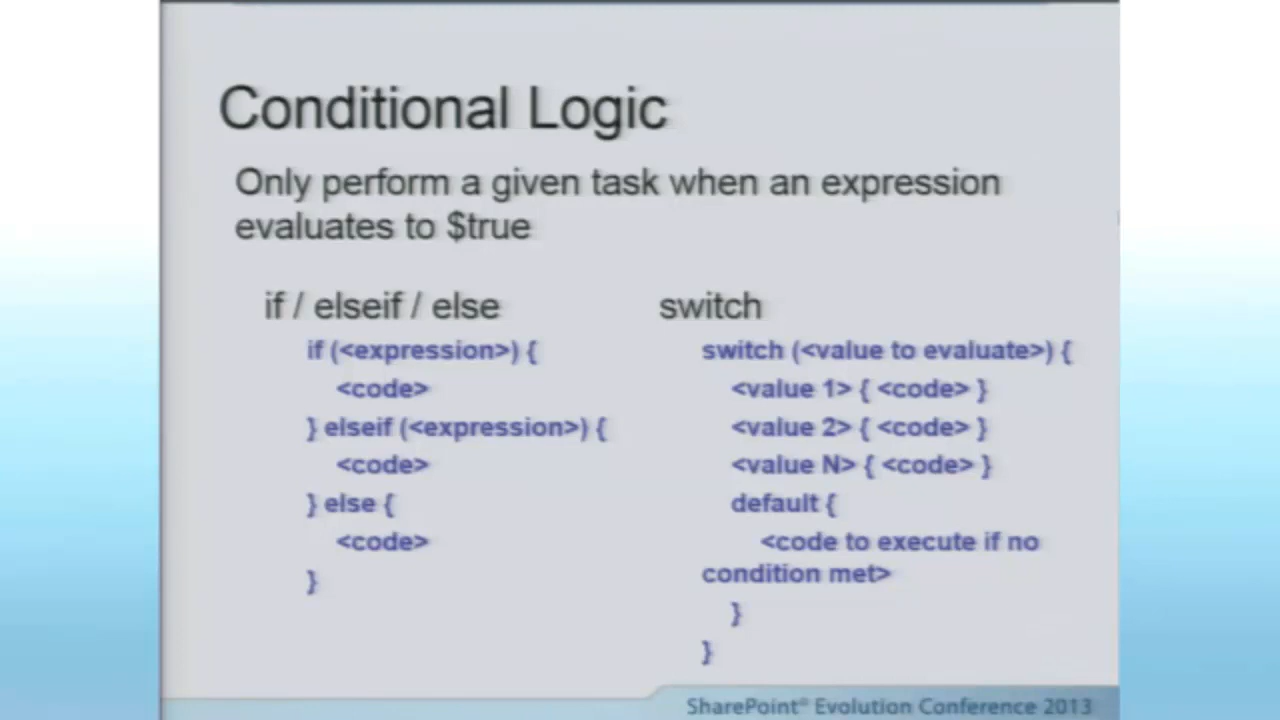 Conditional Logic
Only perform a given task when an expression
evaluates to $true
if / elseif / else
if (<expression>) {
<code>
} elseif (<expression>) {
<code>
} else {
<code>
}
switch
switch (<value to evaluate>) {
<value 1> { <code> }
<value 2> { <code> }
<value N> { <code> }
default {
<code to execute if no
condition met>
}
}
SharePoint® Evolution Conference 2013